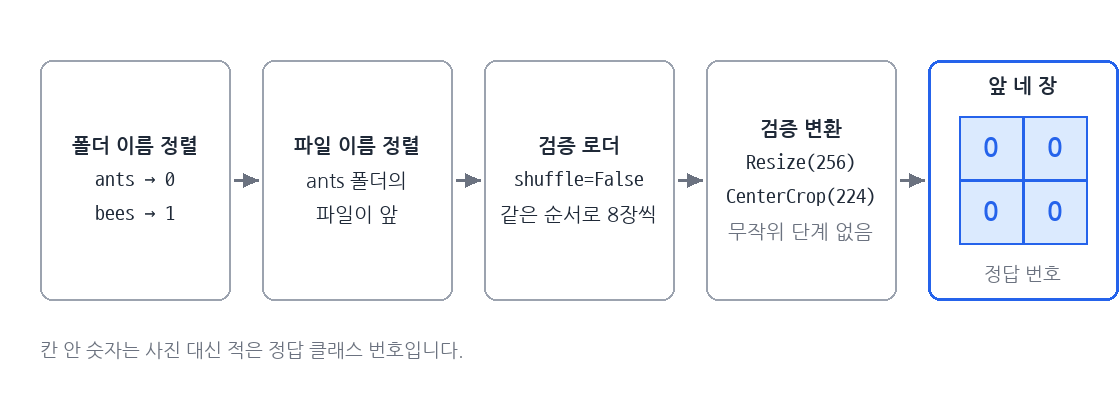 폴더 이름 정렬
ants → 0
bees → 1
파일 이름 정렬
ants 폴더의
파일이 앞
검증 로더
shuffle=False
같은 순서로 8장씩
검증 변환
Resize(256)
CenterCrop(224)
무작위 단계 없음
앞 네 장
0 0
0 0
정답 번호
칸 안 숫자는 사진 대신 적은 정답 클래스 번호입니다.